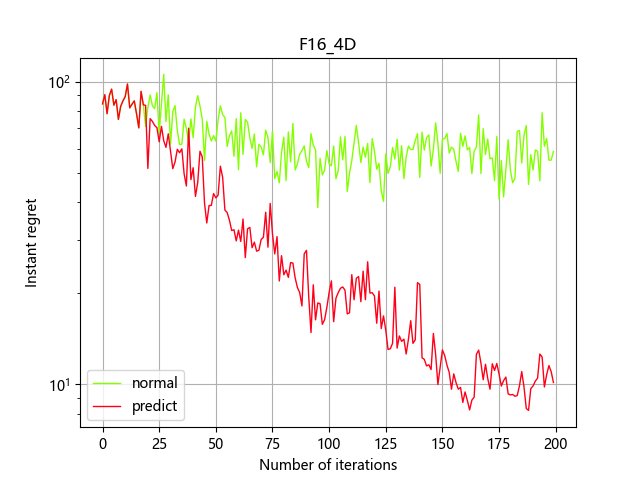 F16_4D
Instant regret
10²
10¹
normal
predict
0 25 50 75 100 125 150 175 200
Number of iterations